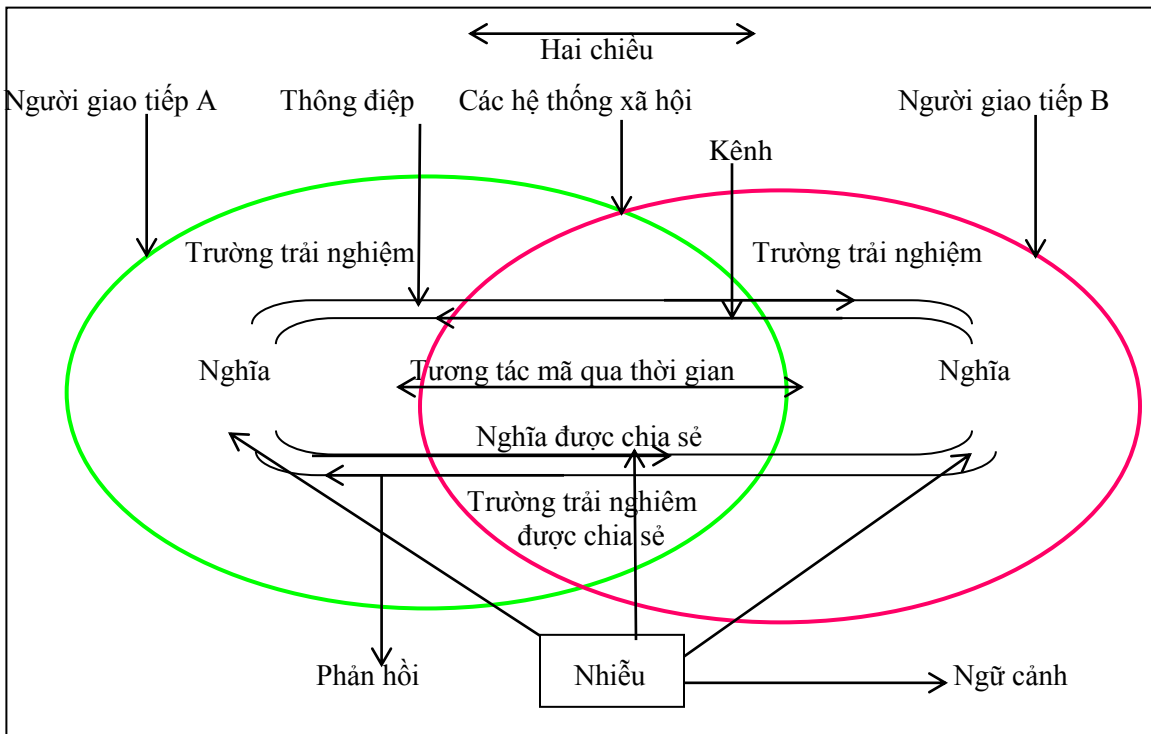 Hai chiều
Người giao tiếp A
Thông điệp
Các hệ thống xã hội
Người giao tiếp B
Kênh
Trường trải nghiệm
Trường trải nghiệm
Nghĩa
Tương tác mã qua thời gian
Nghĩa
Nghĩa được chia sẻ
Trường trải nghiêm
được chia sẻ
Phản hồi
Nhiễu
Ngữ cảnh